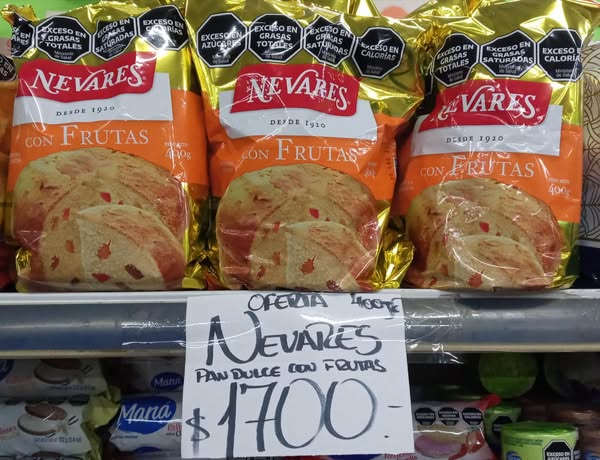 EXCESO EN GRASAS TOTALES
EXCESO EN CALORÍAS
NEVARES
DESDE 1920
CON FRUTAS
400g
EXCESO EN AZÚCARES
EXCESO EN GRASAS TOTALES
EXCESO EN GRASAS SATURADAS
EXCESO EN CALORÍAS
NEVARES
DESDE 1920
CON FRUTAS
EXCESO EN GRASAS TOTALES
EXCESO EN GRASAS SATURADAS
EXCESO EN CALORÍAS
NEVARES
DESDE 1920
CON FRUTAS
400g
OFERTA 400g
NEVARES
PAN DULCE CON FRUTAS
$1700.-
Mana
Mana